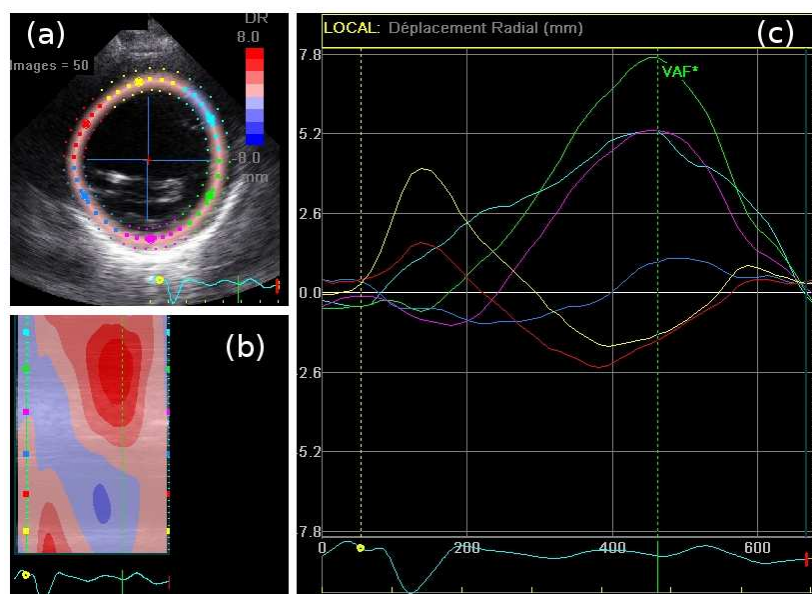 (a)
DR
8.0
Images = 50
-8.0
mm
(b)
LOCAL: Déplacement Radial (mm)
(c)
7.8
VAF*
5.2
2.6
0.0
-2.6
-5.2
-7.8
0 200 400 600